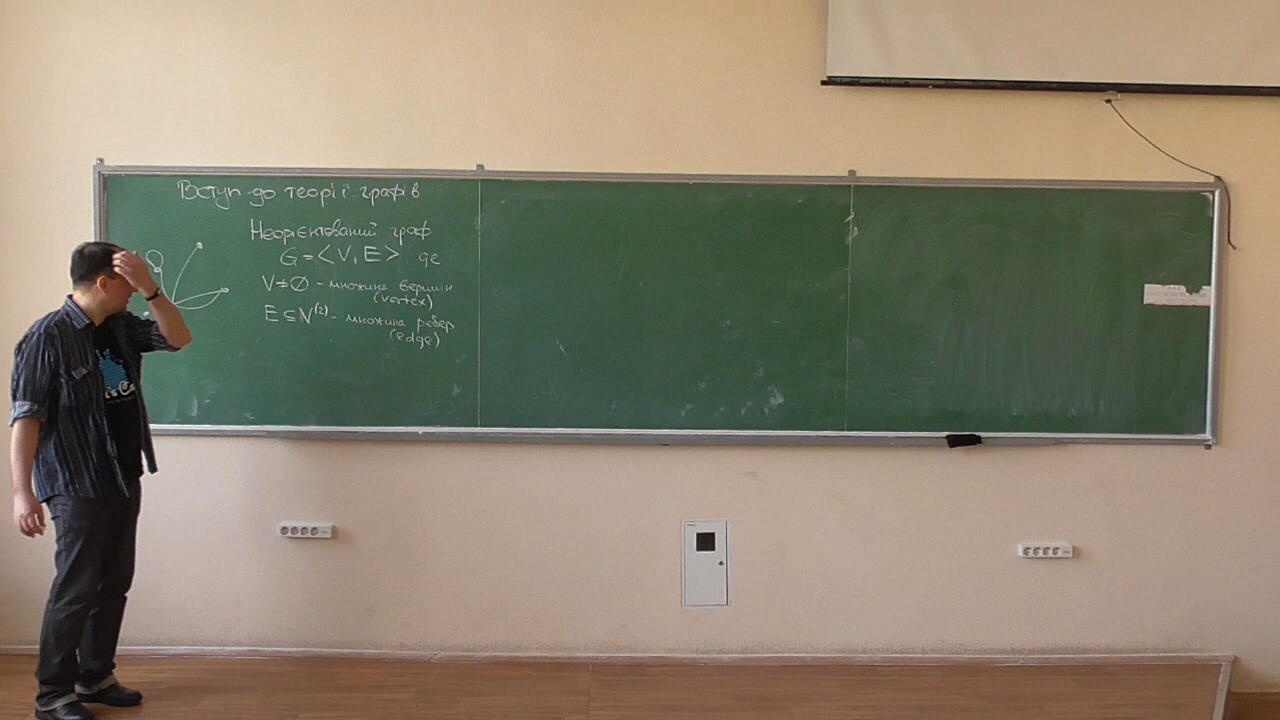 Вступ до теорії графів
Неорієнтований граф
G = <V, E> де
V ≠ ∅ - множина вершин
(vertex)
E ⊆ V⁽²⁾ - множина ребер
(edge)